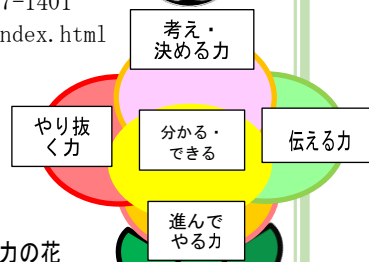 7-1401
ndex.html
考え・
決める力
やり抜
く力
分かる・
できる
伝える力
進んで
やる力
力の花